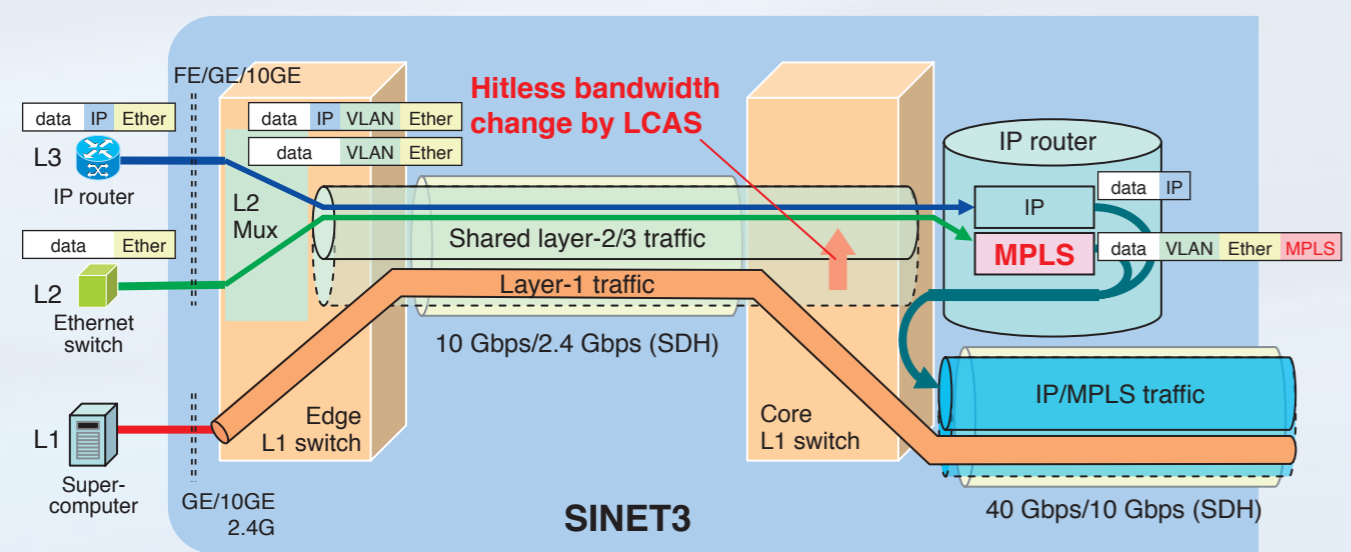 FE/GE/10GE
Hitless bandwidth
change by LCAS
data IP Ether
data IP VLAN Ether
data VLAN Ether
L3
IP router
L2
Mux
IP router
IP
data IP
MPLS
data VLAN Ether MPLS
data Ether
L2
Ethernet
switch
Shared layer-2/3 traffic
Layer-1 traffic
10 Gbps/2.4 Gbps (SDH)
IP/MPLS traffic
L1
Super-
computer
Edge
L1 switch
Core
L1 switch
GE/10GE
2.4G
SINET3
40 Gbps/10 Gbps (SDH)